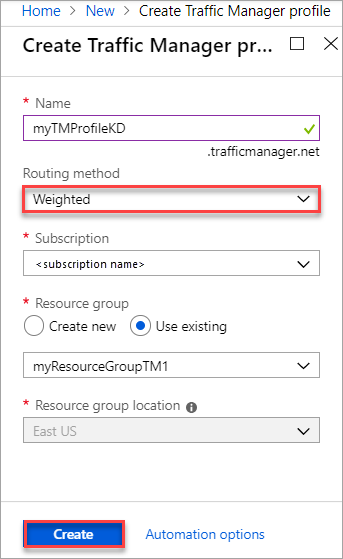 Home > New > Create Traffic Manager profile
Create Traffic Manager pr...
* Name
myTMProfileKD
.trafficmanager.net
Routing method
Weighted
* Subscription
<subscription name>
* Resource group
Create new Use existing
myResourceGroupTM1
* Resource group location
East US
Create Automation options